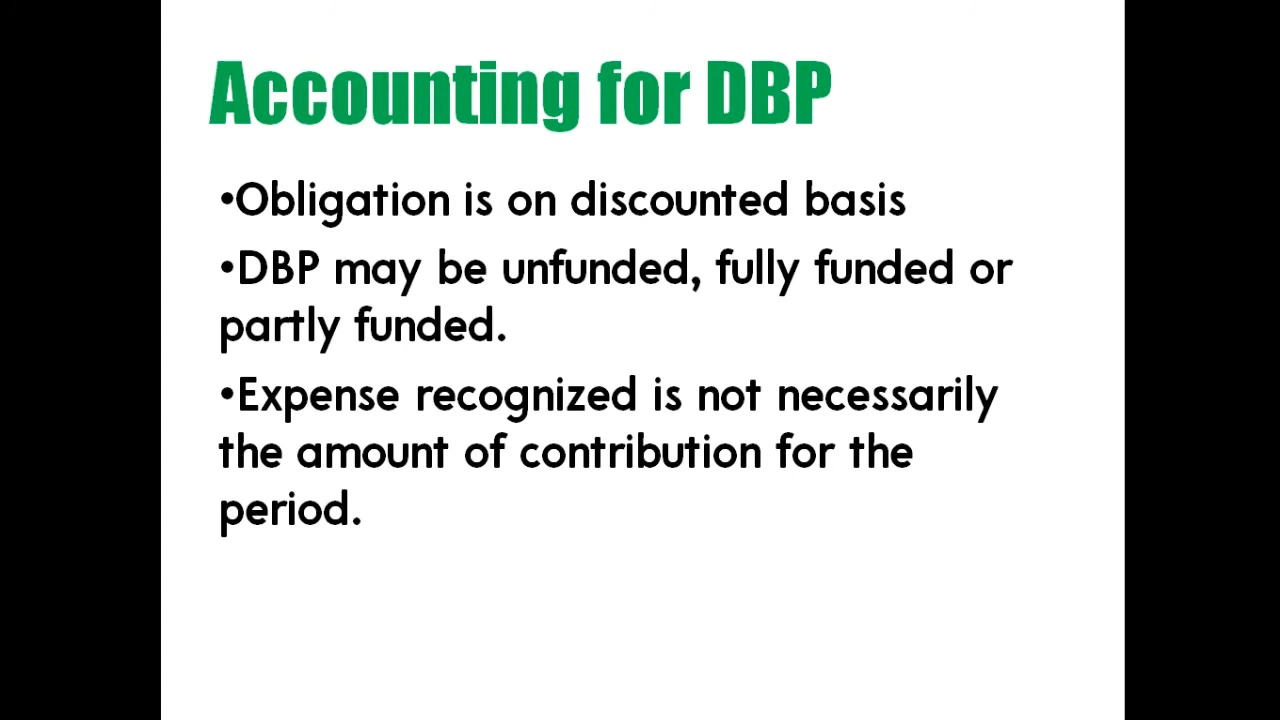 Accounting for DBP
•Obligation is on discounted basis
•DBP may be unfunded, fully funded or
partly funded.
•Expense recognized is not necessarily
the amount of contribution for the
period.